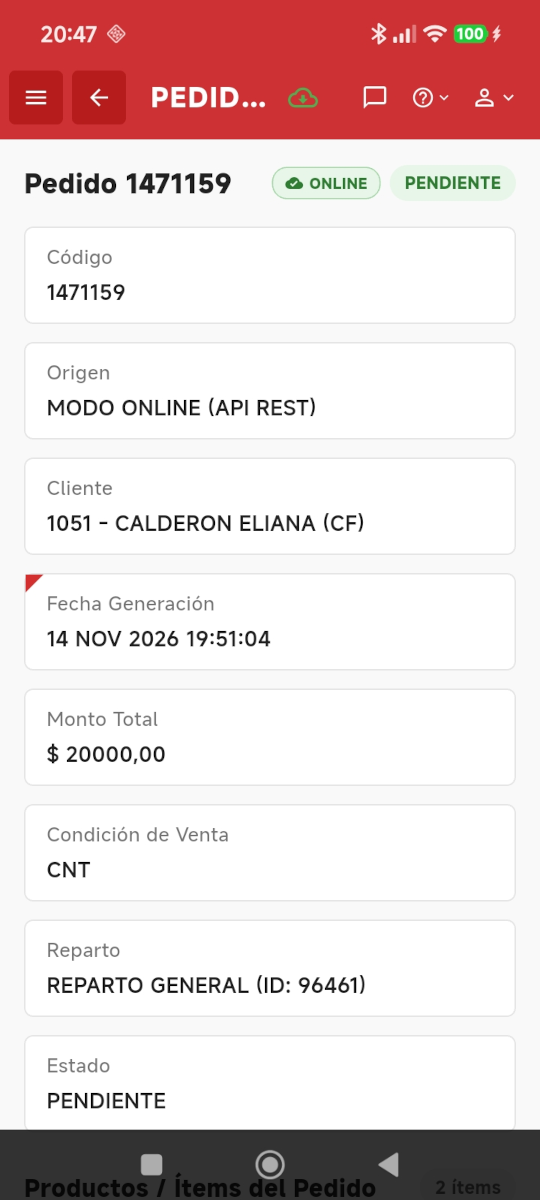 20:47
100
PEDID...
Pedido 1471159
ONLINE
PENDIENTE
Código
1471159
Origen
MODO ONLINE (API REST)
Cliente
1051 - CALDERON ELIANA (CF)
Fecha Generación
14 NOV 2026 19:51:04
Monto Total
$ 20000,00
Condición de Venta
CNT
Reparto
REPARTO GENERAL (ID: 96461)
Estado
PENDIENTE
Productos / Ítems del Pedido
2 ítems